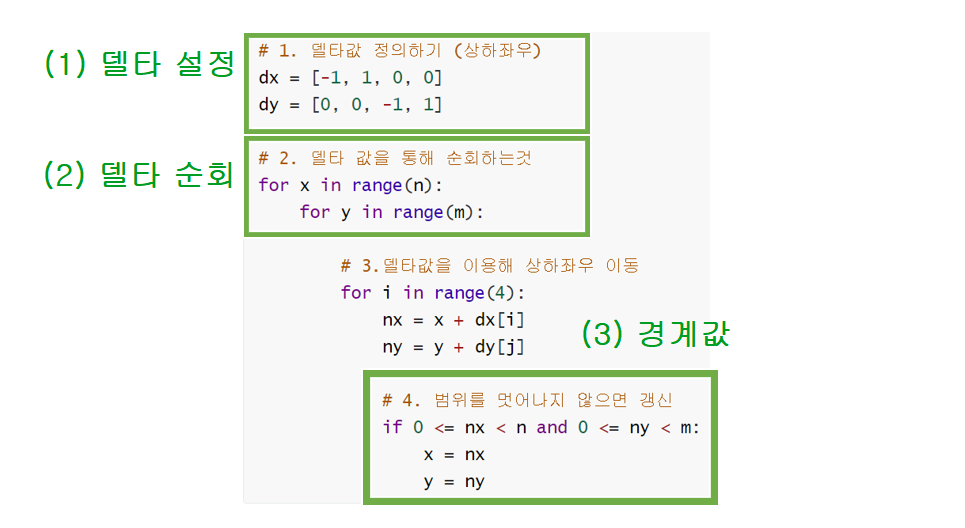 (1) 델타 설정
# 1. 델타값 정의하기 (상하좌우)
dx = [-1, 1, 0, 0]
dy = [0, 0, -1, 1]
(2) 델타 순회
# 2. 델타 값을 통해 순회하는것
for x in range(n):
for y in range(m):
# 3.델타값을 이용해 상하좌우 이동
for i in range(4):
nx = x + dx[i]
ny = y + dy[j]
(3) 경계값
# 4. 범위를 멋어나지 않으면 갱신
if 0 <= nx < n and 0 <= ny < m:
x = nx
y = ny